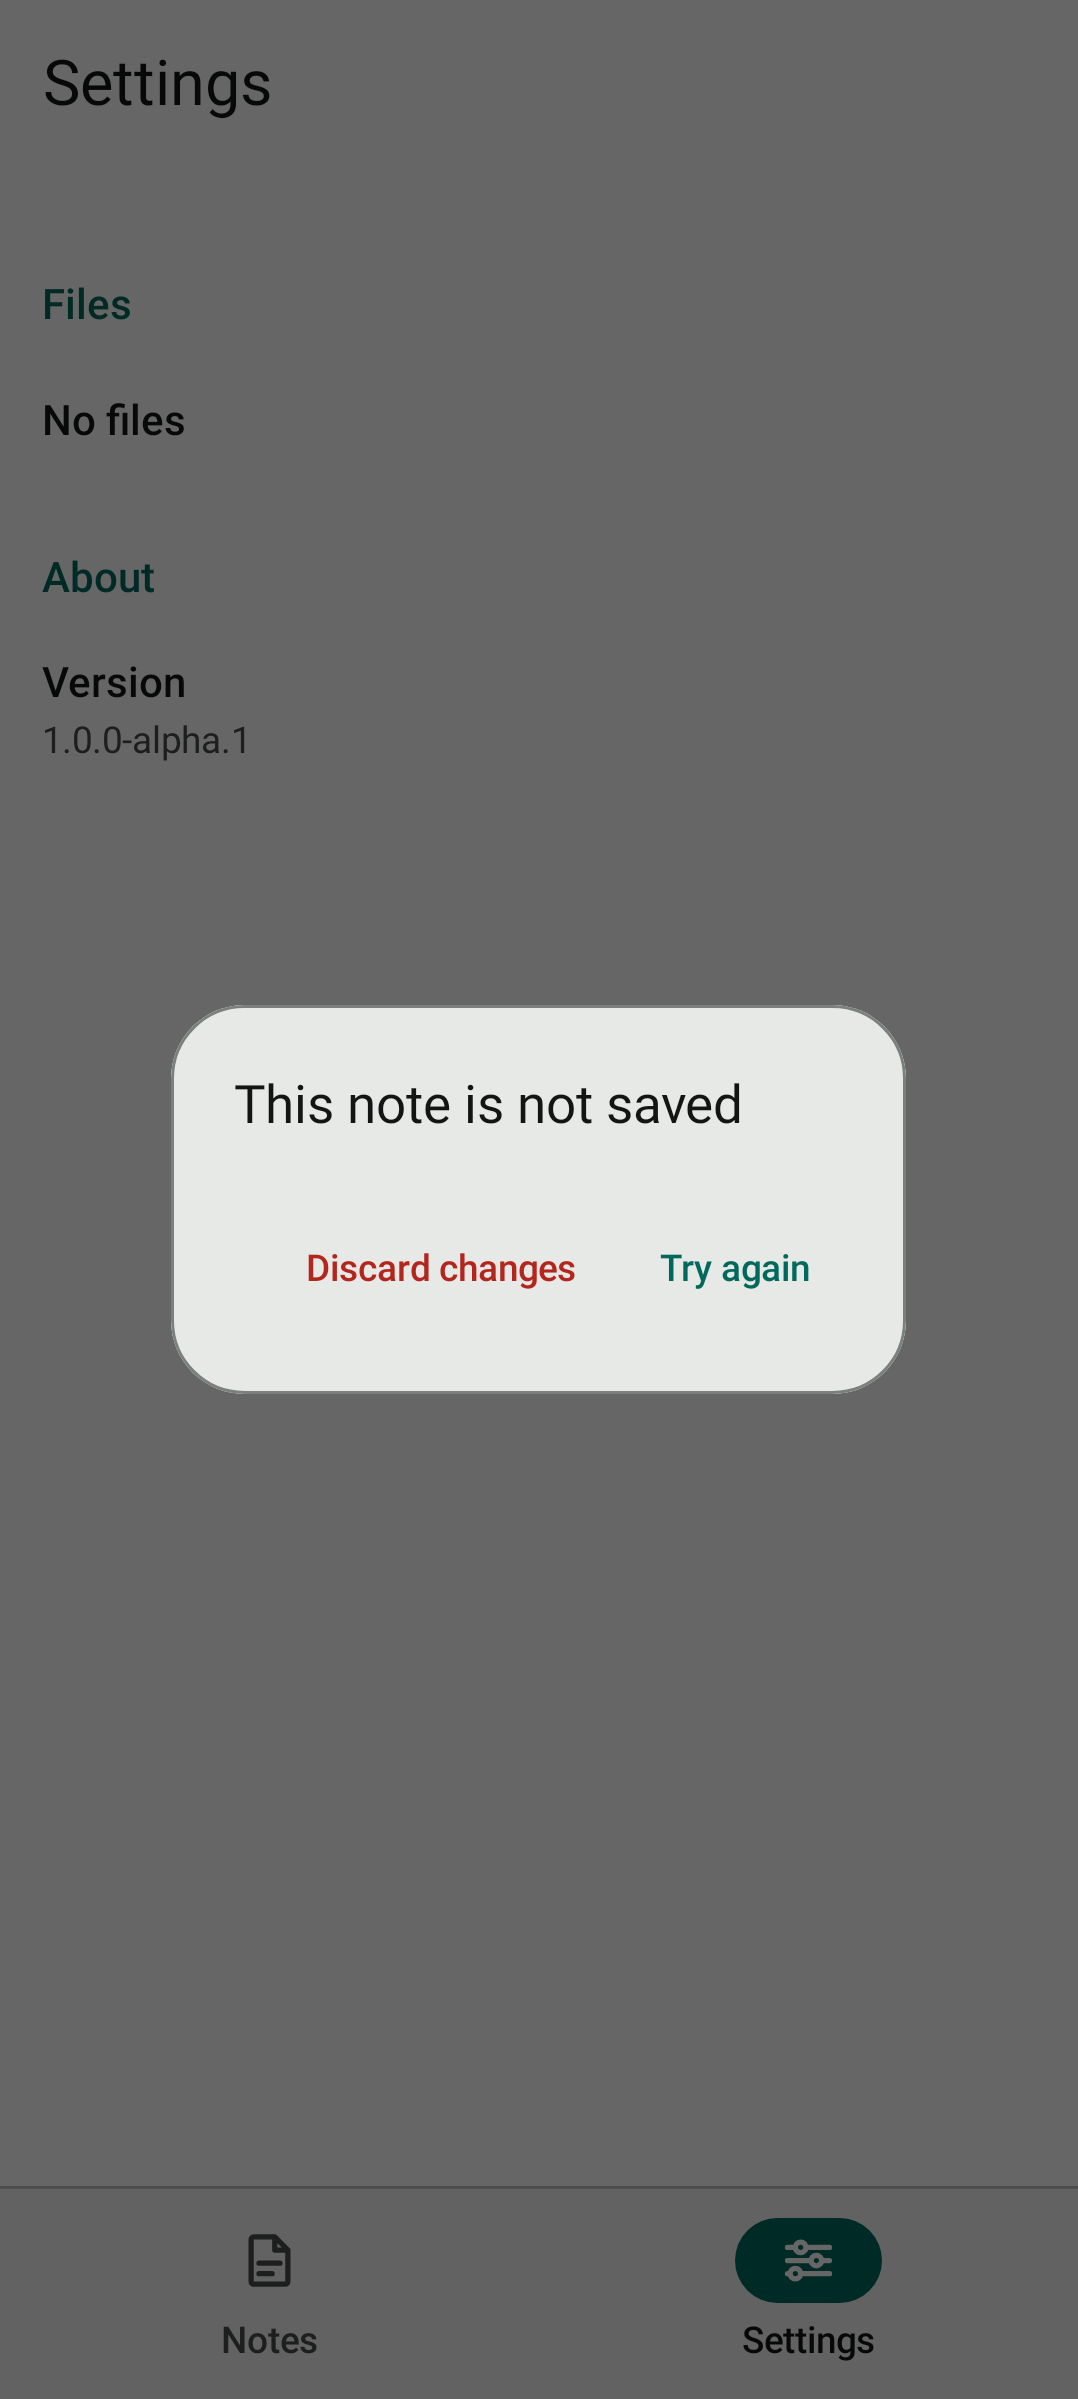 Settings
Files
No files
About
Version
1.0.0-alpha.1
This note is not saved
Discard changes Try again
Notes Settings